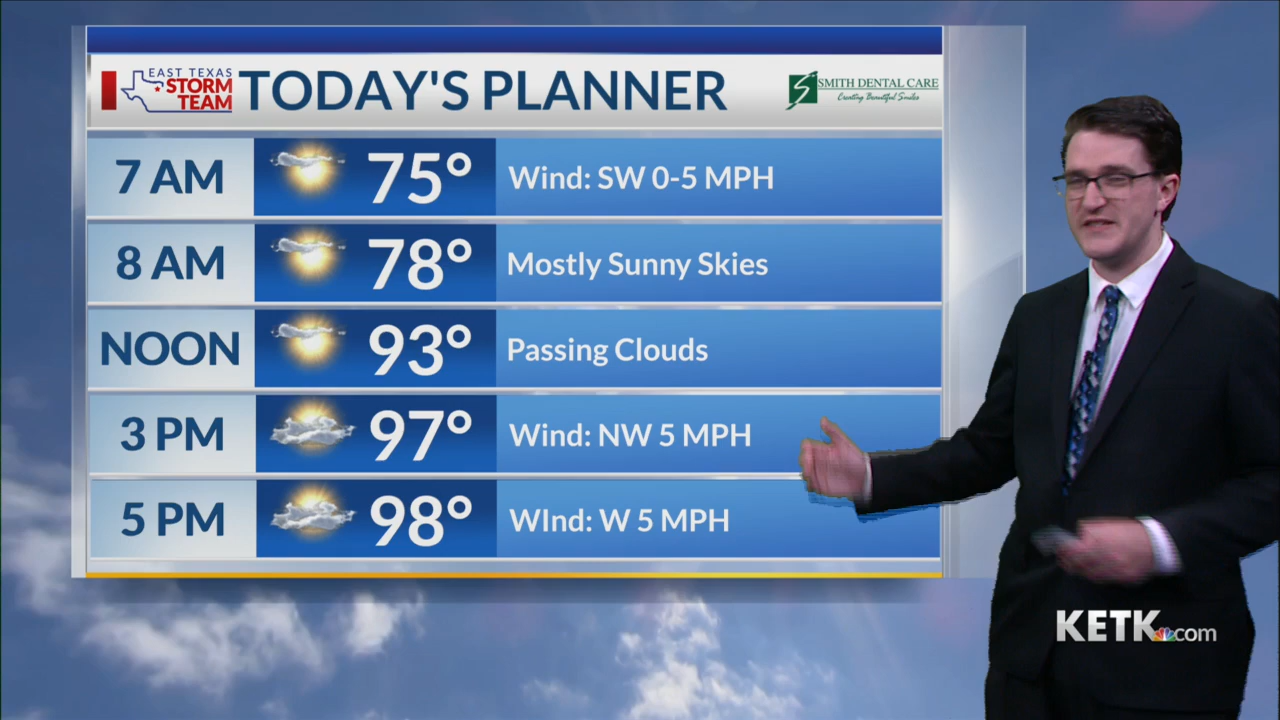 EAST TEXAS
STORM
TEAM
TODAY'S PLANNER
SMITH DENTAL CARE
Creating Beautiful Smiles
7 AM 75° Wind: SW 0-5 MPH
8 AM 78° Mostly Sunny Skies
NOON 93° Passing Clouds
3 PM 97° Wind: NW 5 MPH
5 PM 98° WInd: W 5 MPH
KETK.com